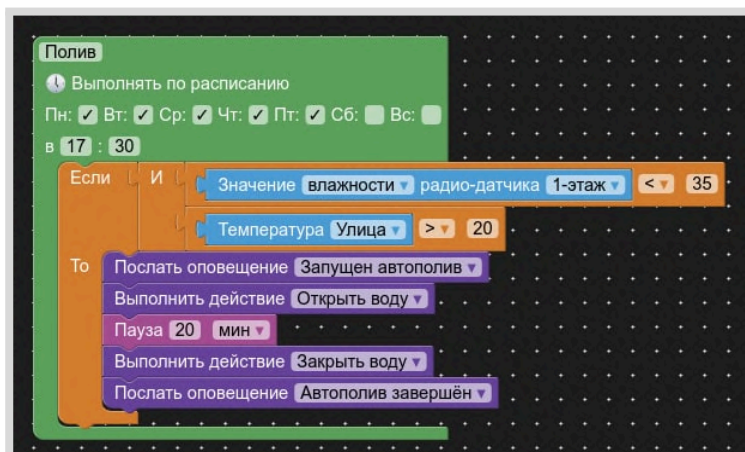 Полив
Выполнять по расписанию
Пн: Вт: Ср: Чт: Пт: Сб: Вс:
в 17 : 30
Если И Значение влажности радио-датчика 1-этаж < 35
Температура Улица > 20
То Послать оповещение Запущен автополив
Выполнить действие Открыть воду
Пауза 20 мин
Выполнить действие Закрыть воду
Послать оповещение Автополив завершён